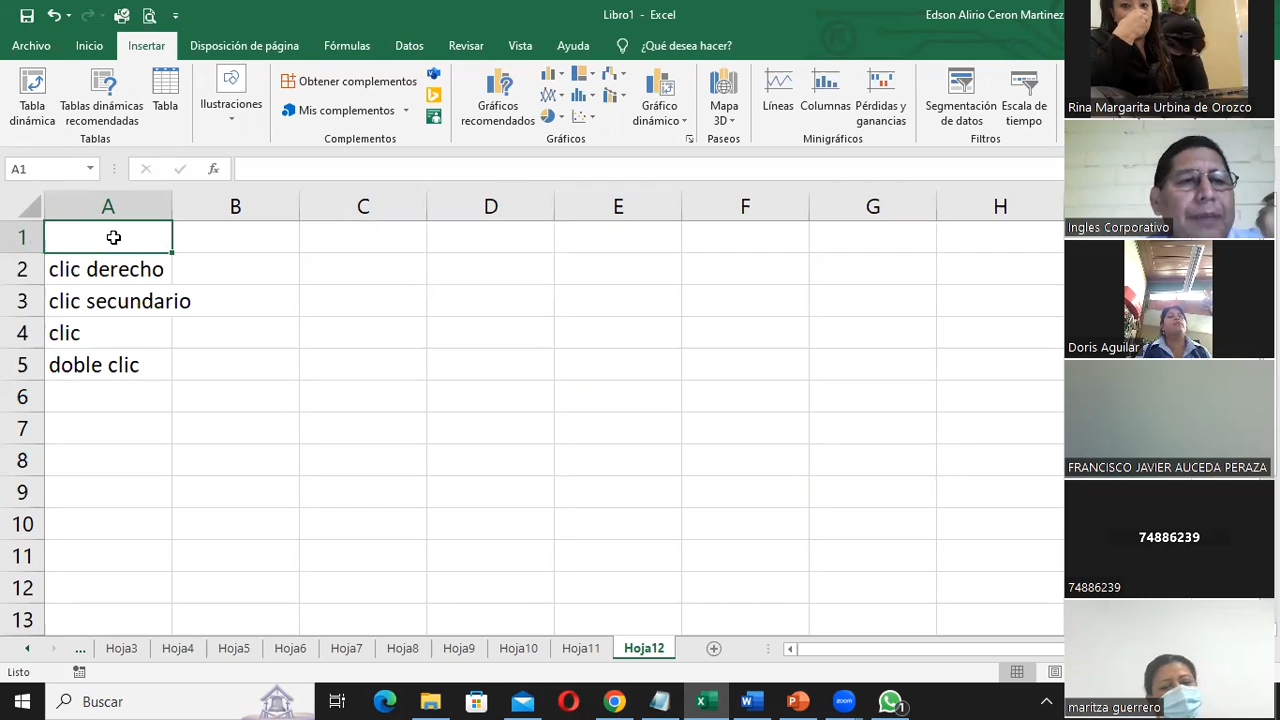 Libro1 - Excel
Edson Alirio Ceron Martinez
Archivo Inicio Insertar Disposición de página Fórmulas Datos Revisar Vista Ayuda ¿Qué desea hacer?
Tabla dinámica
Tablas dinámicas recomendadas
Tabla
Tablas
Ilustraciones
Obtener complementos
Mis complementos
Complementos
Gráficos recomendados
Gráfico dinámico
Gráficos
Mapa 3D
Paseos
Líneas
Columnas
Pérdidas y ganancias
Minigráficos
Segmentación de datos
Escala de tiempo
Filtros
A1
fx
A B C D E F G H
1
2 clic derecho
3 clic secundario
4 clic
5 doble clic
6
7
8
9
10
11
12
13
... Hoja3 Hoja4 Hoja5 Hoja6 Hoja7 Hoja8 Hoja9 Hoja10 Hoja11 Hoja12
Listo
Buscar
1
Rina Margarita Urbina de Orozco
Ingles Corporativo
Doris Aguilar
FRANCISCO JAVIER AUCEDA PERAZA
74886239
74886239
maritza guerrero